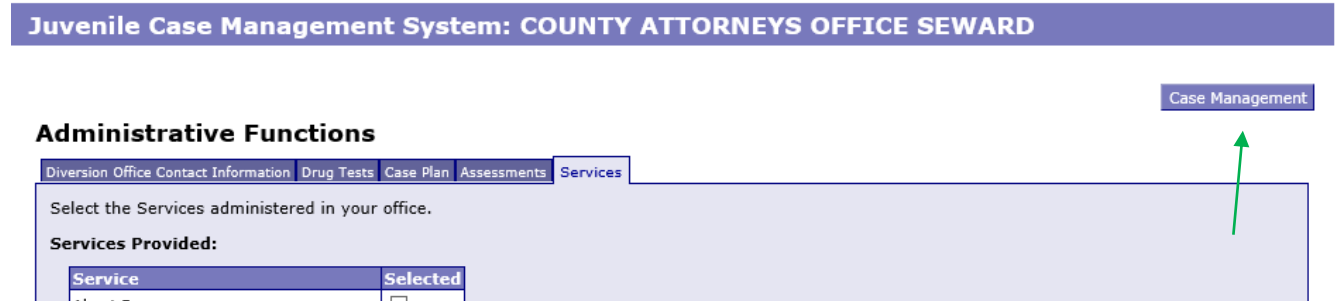 Juvenile Case Management System: COUNTY ATTORNEYS OFFICE SEWARD
Case Management
Administrative Functions
Diversion Office Contact Information Drug Tests Case Plan Assessments Services
Select the Services administered in your office.
Services Provided:
Service Selected